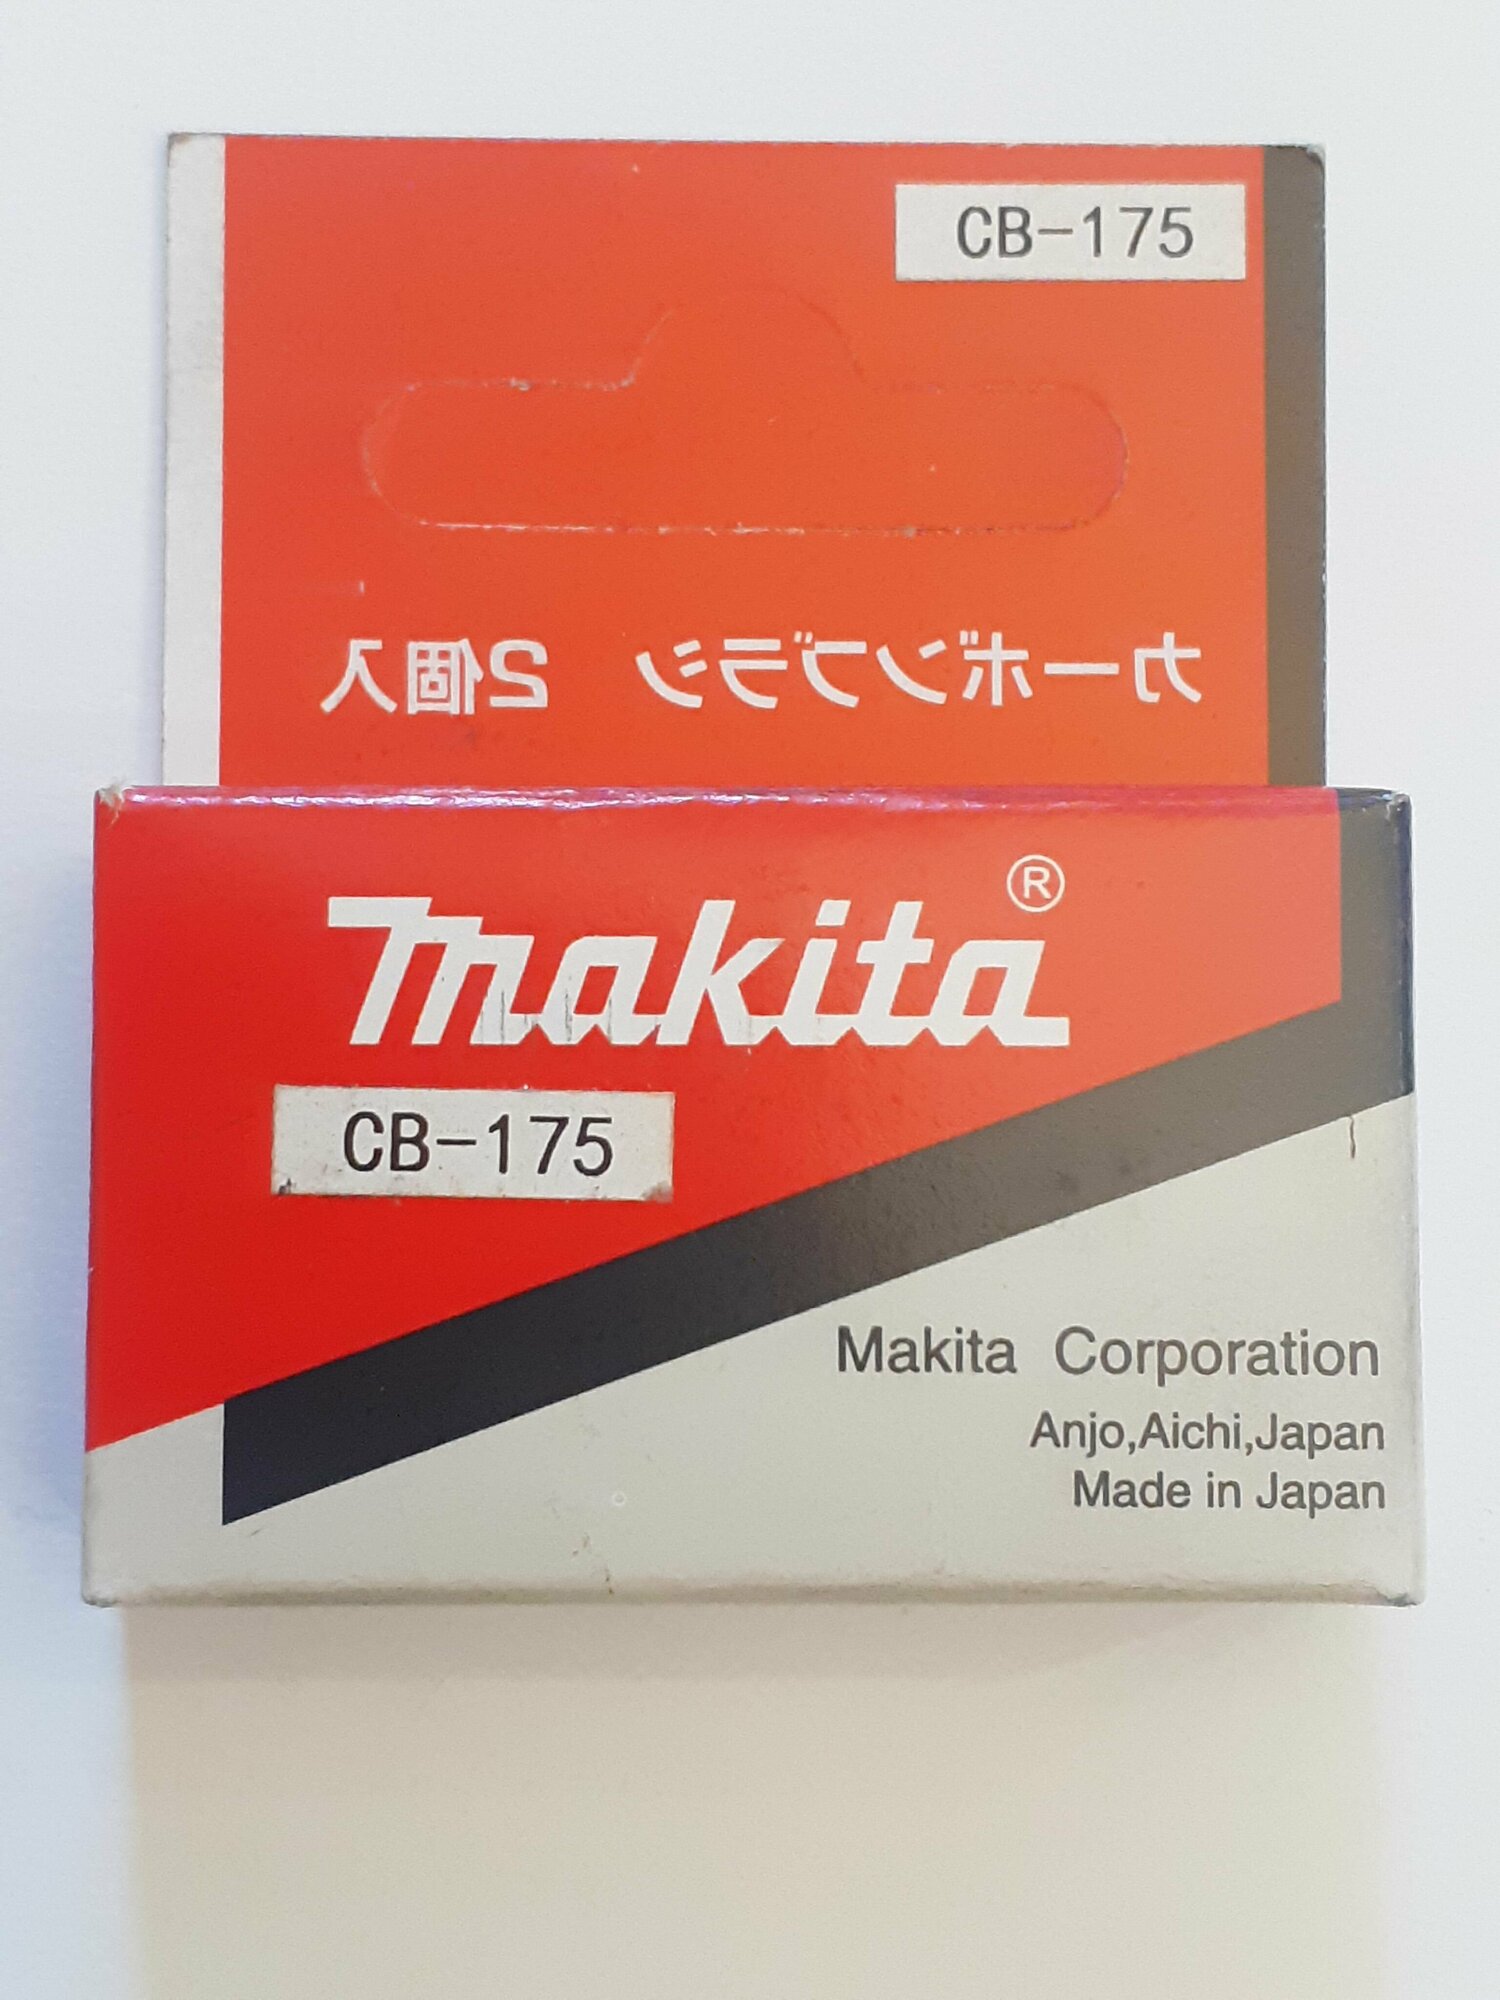 CB-175
カーボンブラシ 2個入
makita®
CB-175
Makita Corporation
Anjo,Aichi,Japan
Made in Japan